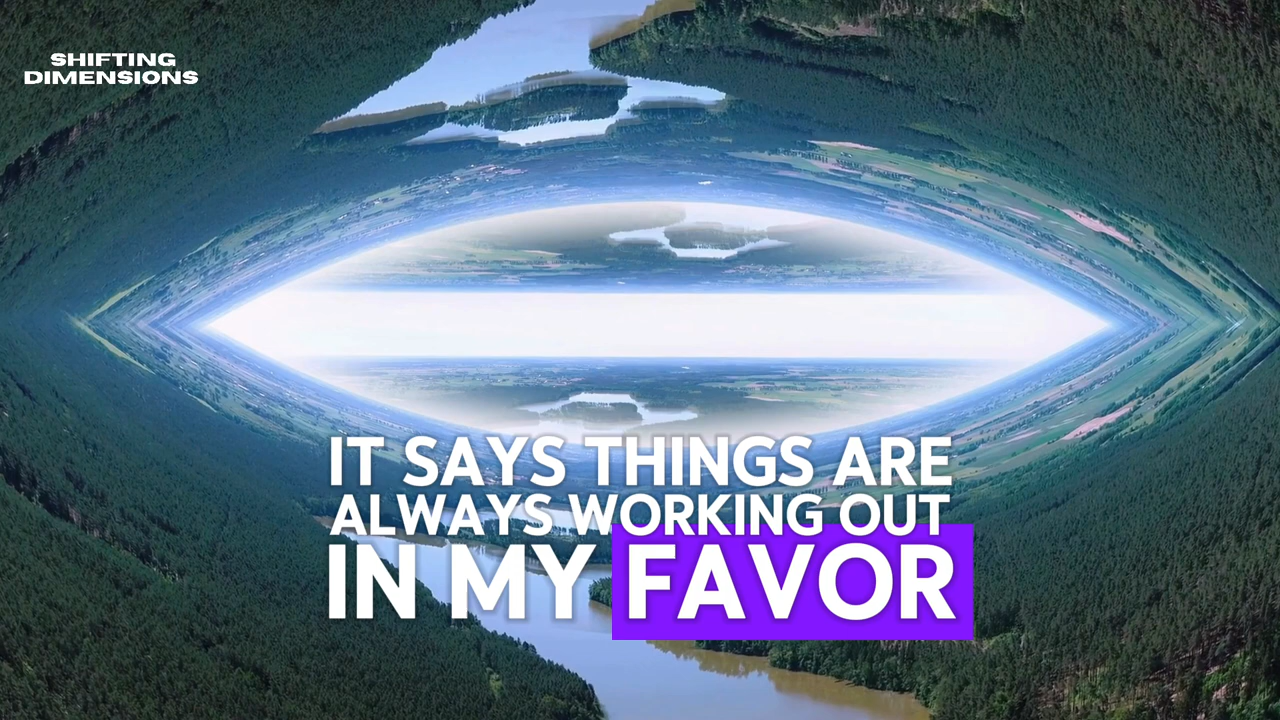 SHIFTING
DIMENSIONS
IT SAYS THINGS ARE
ALWAYS WORKING OUT
IN MY FAVOR